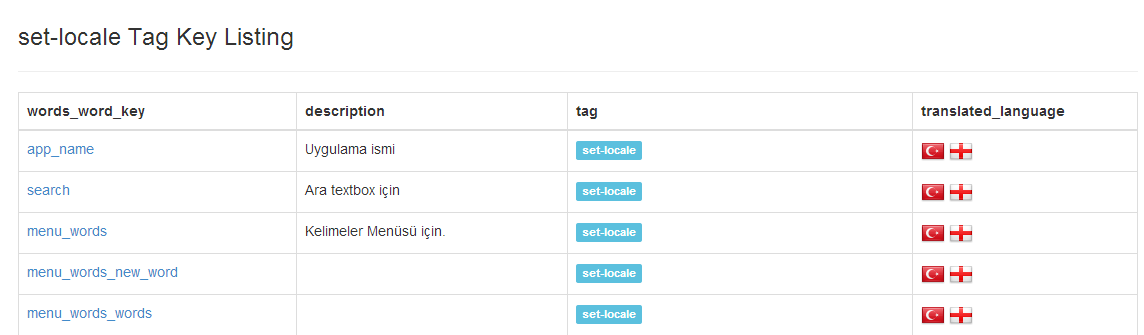 set-locale Tag Key Listing
words_word_key description tag translated_language
app_name Uygulama ismi set-locale
search Ara textbox için set-locale
menu_words Kelimeler Menüsü için. set-locale
menu_words_new_word set-locale
menu_words_words set-locale